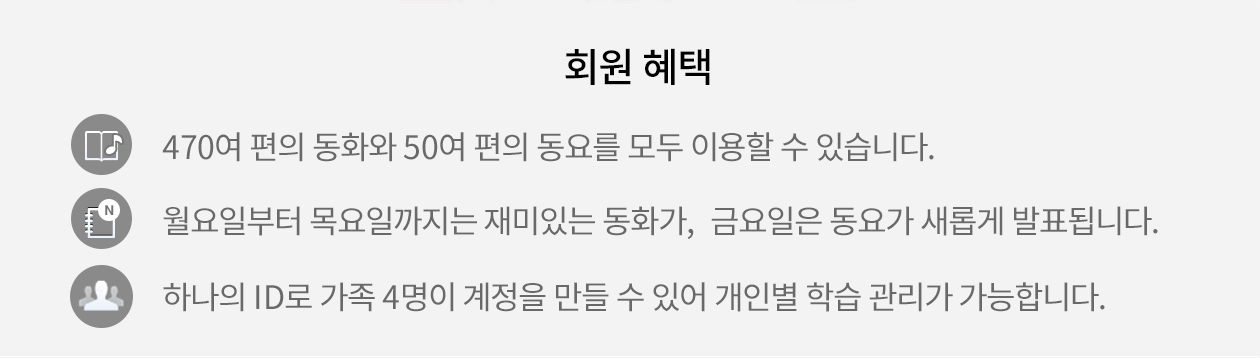 회원 혜택
470여 편의 동화와 50여 편의 동요를 모두 이용할 수 있습니다.
N
월요일부터 목요일까지는 재미있는 동화가, 금요일은 동요가 새롭게 발표됩니다.
하나의 ID로 가족 4명이 계정을 만들 수 있어 개인별 학습 관리가 가능합니다.